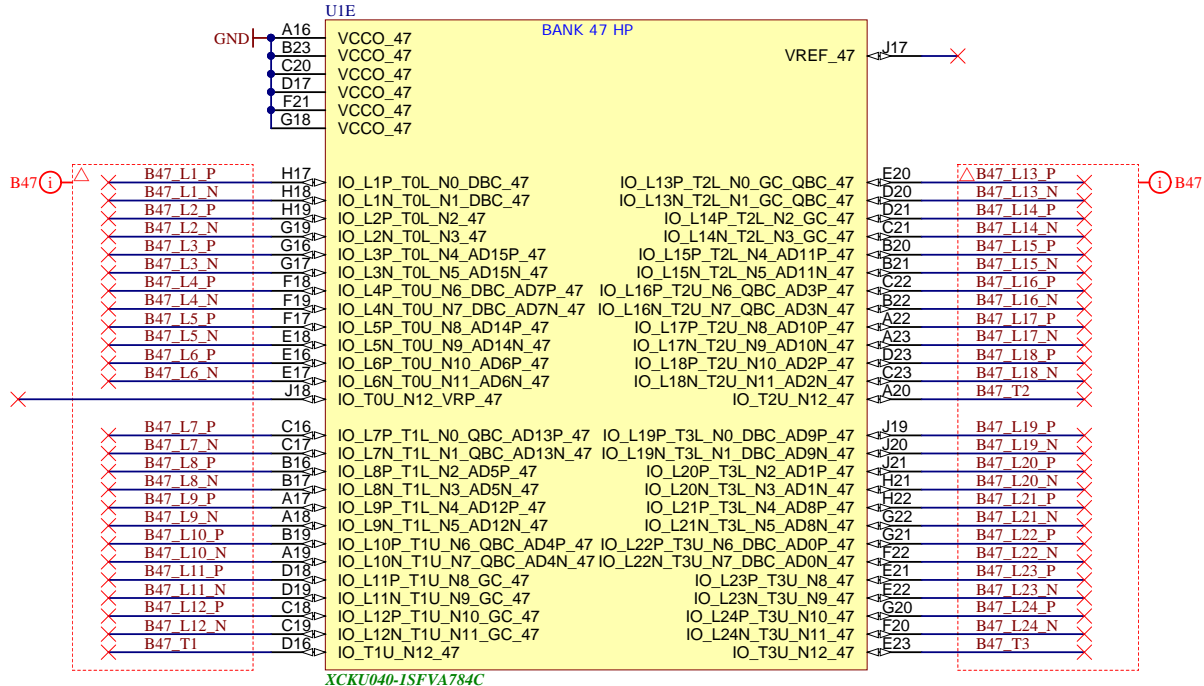 U1E
BANK 47 HP
GND A16 VCCO_47
B23 VCCO_47 VREF_47 J17
C20 VCCO_47
D17 VCCO_47
F21 VCCO_47
G18 VCCO_47
B47 i B47_L1_P H17 IO_L1P_T0L_N0_DBC_47 IO_L13P_T2L_N0_GC_QBC_47 E20 B47_L13_P i B47
B47_L1_N H18 IO_L1N_T0L_N1_DBC_47 IO_L13N_T2L_N1_GC_QBC_47 D20 B47_L13_N
B47_L2_P H19 IO_L2P_T0L_N2_47 IO_L14P_T2L_N2_GC_47 D21 B47_L14_P
B47_L2_N G19 IO_L2N_T0L_N3_47 IO_L14N_T2L_N3_GC_47 C21 B47_L14_N
B47_L3_P G16 IO_L3P_T0L_N4_AD15P_47 IO_L15P_T2L_N4_AD11P_47 B20 B47_L15_P
B47_L3_N G17 IO_L3N_T0L_N5_AD15N_47 IO_L15N_T2L_N5_AD11N_47 B21 B47_L15_N
B47_L4_P F18 IO_L4P_T0U_N6_DBC_AD7P_47 IO_L16P_T2U_N6_QBC_AD3P_47 C22 B47_L16_P
B47_L4_N F19 IO_L4N_T0U_N7_DBC_AD7N_47 IO_L16N_T2U_N7_QBC_AD3N_47 B22 B47_L16_N
B47_L5_P F17 IO_L5P_T0U_N8_AD14P_47 IO_L17P_T2U_N8_AD10P_47 A22 B47_L17_P
B47_L5_N E18 IO_L5N_T0U_N9_AD14N_47 IO_L17N_T2U_N9_AD10N_47 A23 B47_L17_N
B47_L6_P E16 IO_L6P_T0U_N10_AD6P_47 IO_L18P_T2U_N10_AD2P_47 D23 B47_L18_P
B47_L6_N E17 IO_L6N_T0U_N11_AD6N_47 IO_L18N_T2U_N11_AD2N_47 C23 B47_L18_N
J18 IO_T0U_N12_VRP_47 IO_T2U_N12_47 A20 B47_T2
B47_L7_P C16 IO_L7P_T1L_N0_QBC_AD13P_47 IO_L19P_T3L_N0_DBC_AD9P_47 J19 B47_L19_P
B47_L7_N C17 IO_L7N_T1L_N1_QBC_AD13N_47 IO_L19N_T3L_N1_DBC_AD9N_47 J20 B47_L19_N
B47_L8_P B16 IO_L8P_T1L_N2_AD5P_47 IO_L20P_T3L_N2_AD1P_47 J21 B47_L20_P
B47_L8_N B17 IO_L8N_T1L_N3_AD5N_47 IO_L20N_T3L_N3_AD1N_47 H21 B47_L20_N
B47_L9_P A17 IO_L9P_T1L_N4_AD12P_47 IO_L21P_T3L_N4_AD8P_47 H22 B47_L21_P
B47_L9_N A18 IO_L9N_T1L_N5_AD12N_47 IO_L21N_T3L_N5_AD8N_47 G22 B47_L21_N
B47_L10_P B19 IO_L10P_T1U_N6_QBC_AD4P_47 IO_L22P_T3U_N6_DBC_AD0P_47 G21 B47_L22_P
B47_L10_N A19 IO_L10N_T1U_N7_QBC_AD4N_47 IO_L22N_T3U_N7_DBC_AD0N_47 F22 B47_L22_N
B47_L11_P D18 IO_L11P_T1U_N8_GC_47 IO_L23P_T3U_N8_47 E21 B47_L23_P
B47_L11_N D19 IO_L11N_T1U_N9_GC_47 IO_L23N_T3U_N9_47 E22 B47_L23_N
B47_L12_P C18 IO_L12P_T1U_N10_GC_47 IO_L24P_T3U_N10_47 G20 B47_L24_P
B47_L12_N C19 IO_L12N_T1U_N11_GC_47 IO_L24N_T3U_N11_47 F20 B47_L24_N
B47_T1 D16 IO_T1U_N12_47 IO_T3U_N12_47 E23 B47_T3
XCKU040-1SFVA784C